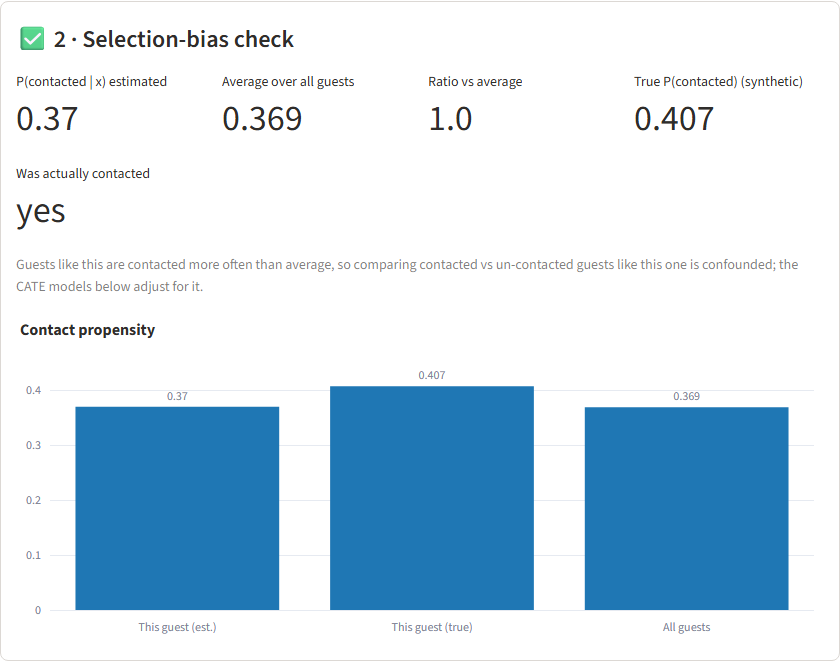 ✅ 2 · Selection-bias check
P(contacted | x) estimated
Average over all guests
Ratio vs average
True P(contacted) (synthetic)
0.37
0.369
1.0
0.407
Was actually contacted
yes
Guests like this are contacted more often than average, so comparing contacted vs un-contacted guests like this one is confounded; the
CATE models below adjust for it.
Contact propensity
0.407
0.37
0.369
0.4
0.3
0.2
0.1
0
This guest (est.)
This guest (true)
All guests